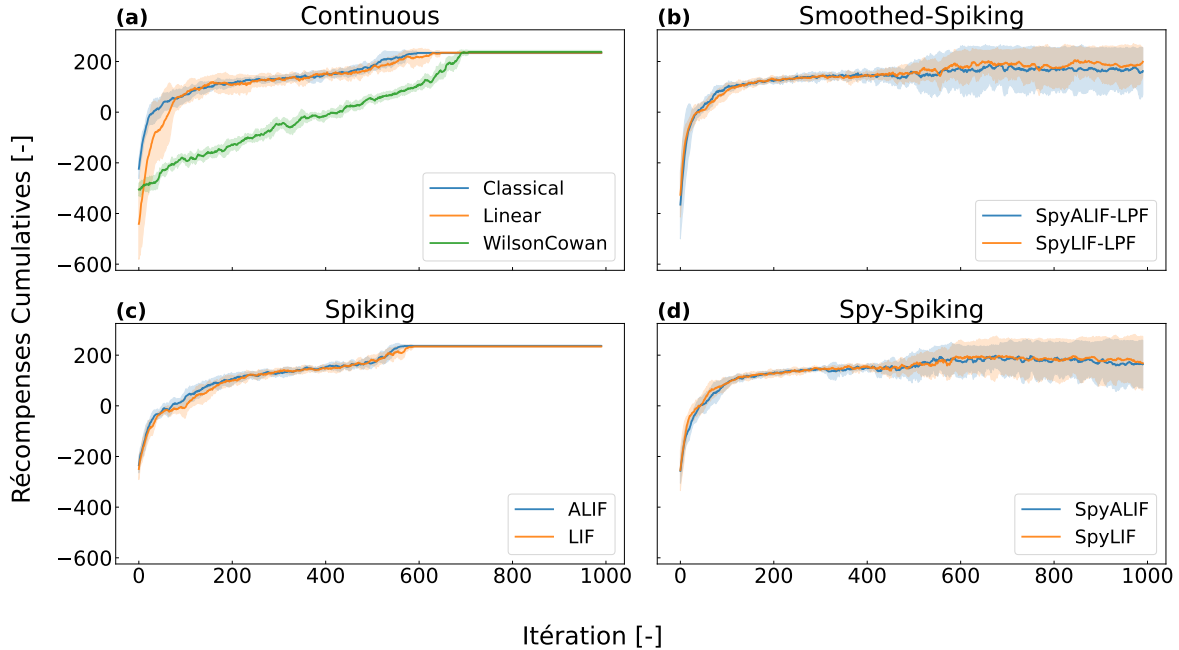 (a) Continuous
(b) Smoothed-Spiking
Récompenses Cumulatives [-]
200
0
−200
−400
−600
Classical
Linear
WilsonCowan
SpyALIF-LPF
SpyLIF-LPF
(c) Spiking
(d) Spy-Spiking
200
0
−200
−400
−600
ALIF
LIF
SpyALIF
SpyLIF
0 200 400 600 800 1000
0 200 400 600 800 1000
Itération [-]